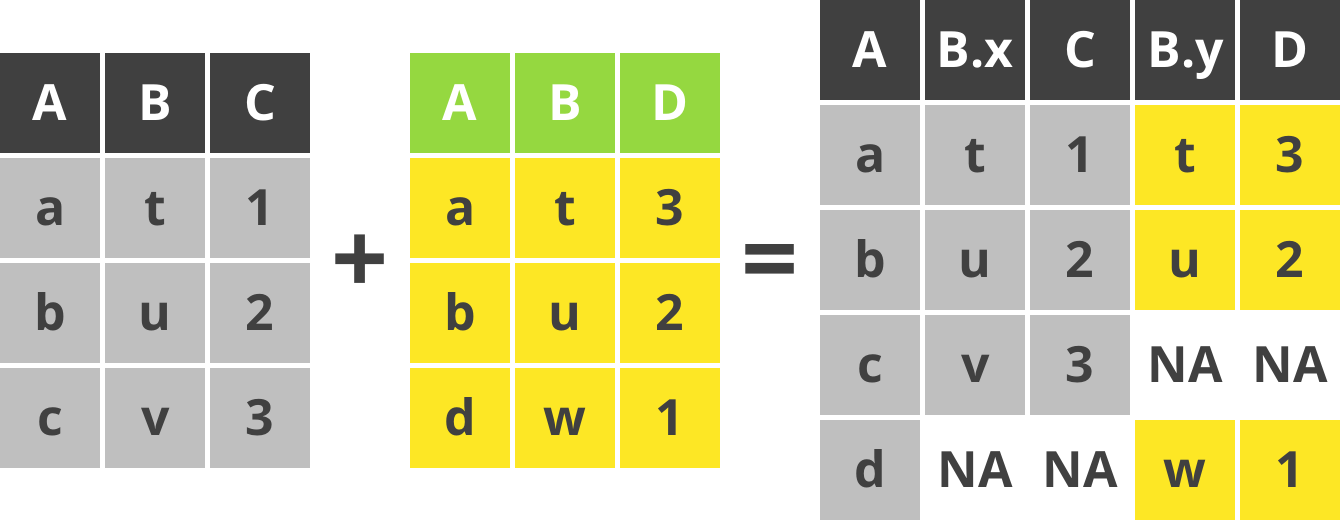 A B C
a t 1
b u 2
c v 3
+
A B D
a t 3
b u 2
d w 1
=
A B.x C B.y D
a t 1 t 3
b u 2 u 2
c v 3 NA NA
d NA NA w 1